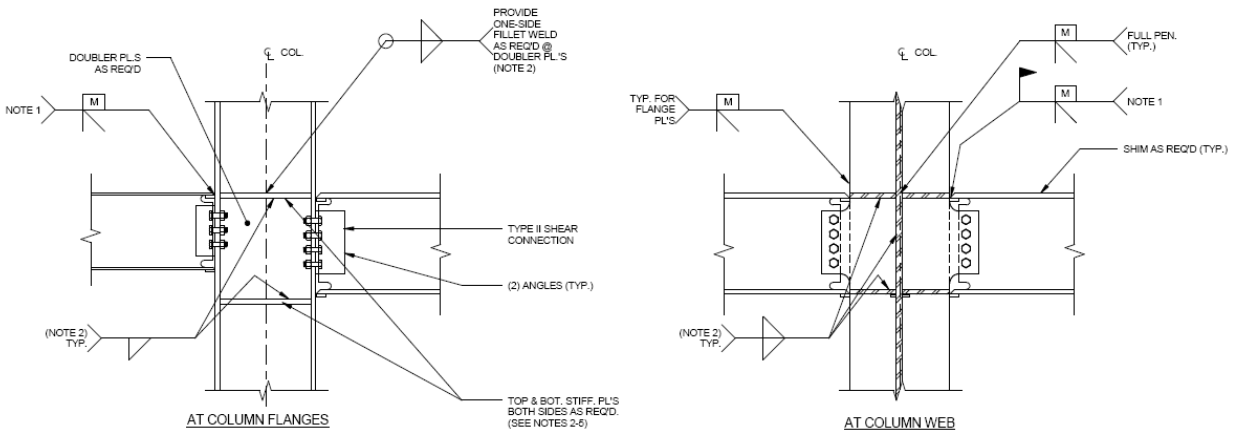 PROVIDE
ONE-SIDE
FILLET WELD
AS REQ'D @
DOUBLER PL.'S
(NOTE 2)
℄ COL.
DOUBLER PL.S
AS REQ'D
M
NOTE 1
TYPE II SHEAR
CONNECTION
(2) ANGLES (TYP.)
(NOTE 2)
TYP.
TOP & BOT. STIFF. PL'S
BOTH SIDES AS REQ'D.
(SEE NOTES 2-6)
AT COLUMN FLANGES
℄ COL.
M
FULL PEN.
(TYP.)
TYP. FOR
FLANGE
PL'S
M
M
NOTE 1
SHIM AS REQ'D (TYP.)
(NOTE 2)
TYP.
AT COLUMN WEB